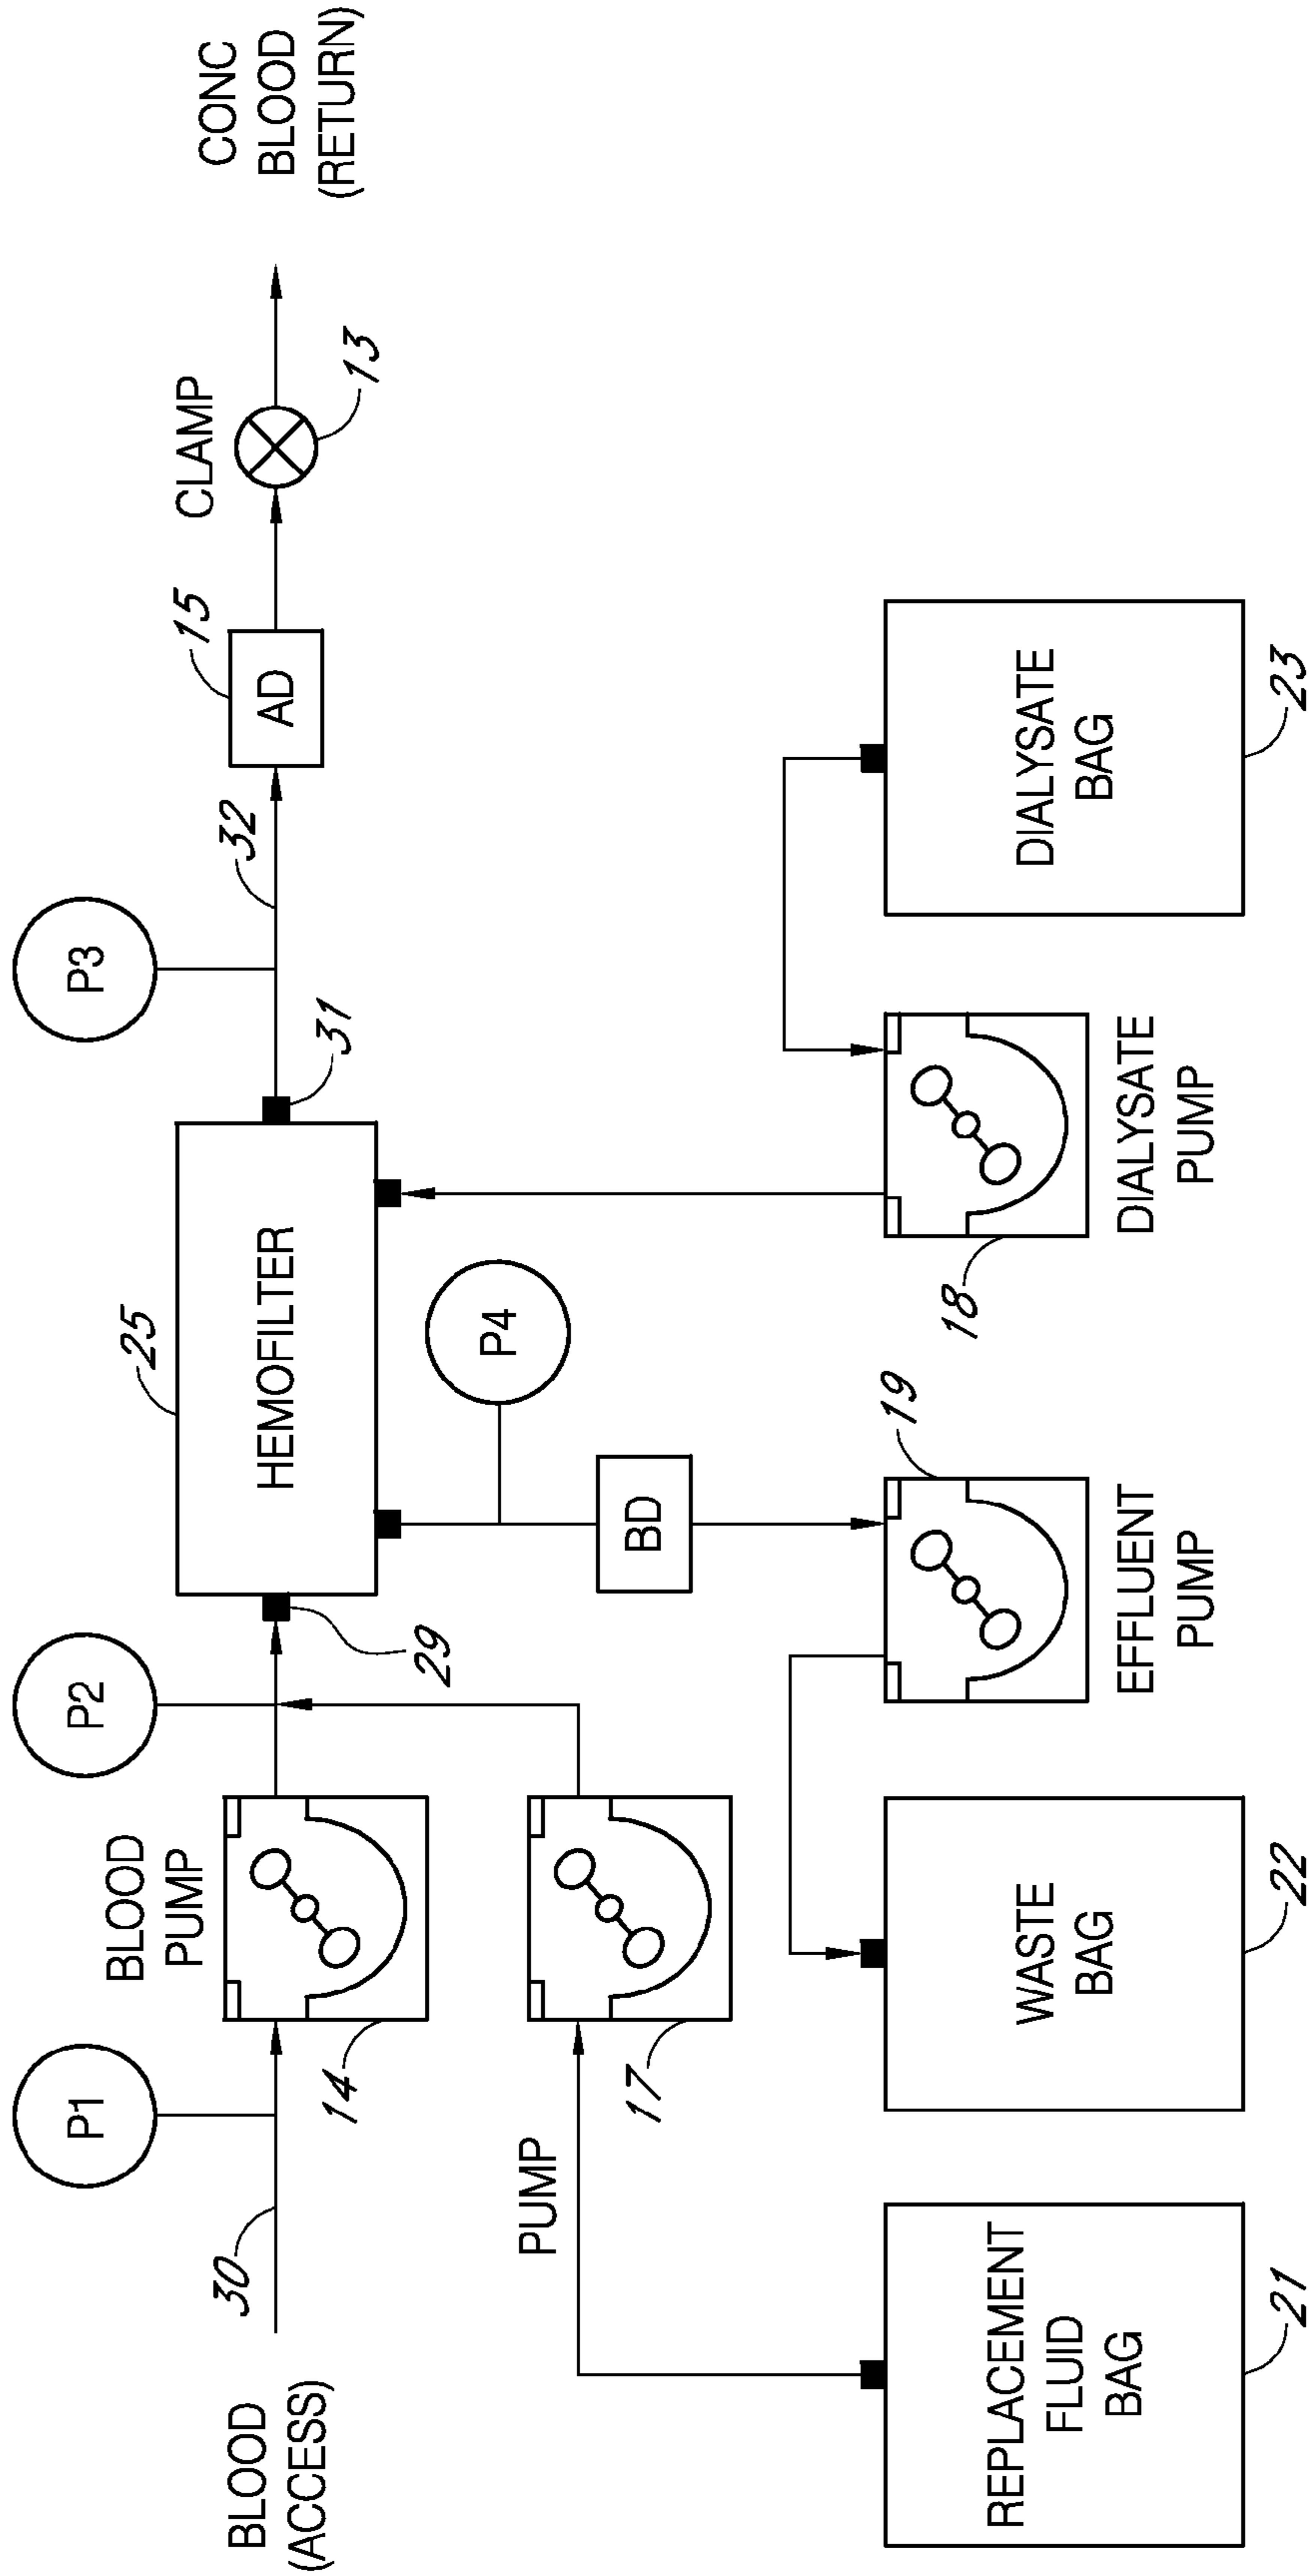 P1
P2
P3
BLOOD
PUMP
25
15
CLAMP
CONC
BLOOD
(RETURN)
BLOOD
(ACCESS)
30
HEMOFILTER
32
AD
13
14
29
31
P4
PUMP
17
BD
19
18
EFFLUENT
PUMP
DIALYSATE
PUMP
REPLACEMENT
FLUID
BAG
WASTE
BAG
DIALYSATE
BAG
21
22
23